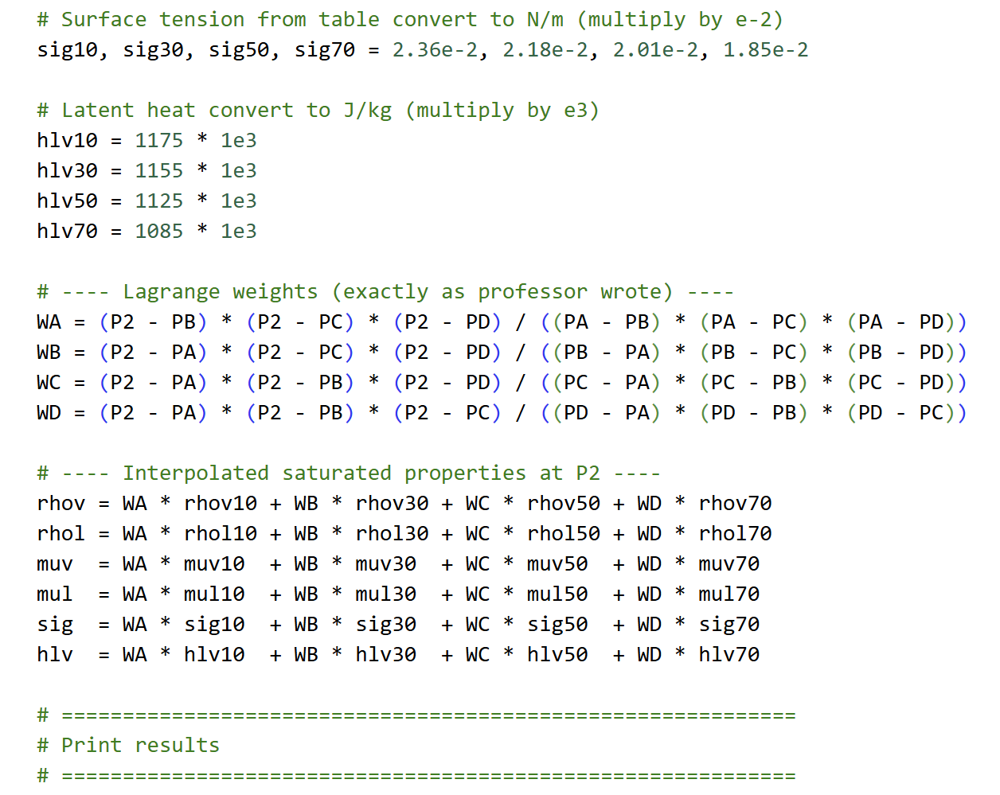 # Surface tension from table convert to N/m (multiply by e-2)
sig10, sig30, sig50, sig70 = 2.36e-2, 2.18e-2, 2.01e-2, 1.85e-2
# Latent heat convert to J/kg (multiply by e3)
hlv10 = 1175 * 1e3
hlv30 = 1155 * 1e3
hlv50 = 1125 * 1e3
hlv70 = 1085 * 1e3
# ---- Lagrange weights (exactly as professor wrote) ----
WA = (P2 - PB) * (P2 - PC) * (P2 - PD) / ((PA - PB) * (PA - PC) * (PA - PD))
WB = (P2 - PA) * (P2 - PC) * (P2 - PD) / ((PB - PA) * (PB - PC) * (PB - PD))
WC = (P2 - PA) * (P2 - PB) * (P2 - PD) / ((PC - PA) * (PC - PB) * (PC - PD))
WD = (P2 - PA) * (P2 - PB) * (P2 - PC) / ((PD - PA) * (PD - PB) * (PD - PC))
# ---- Interpolated saturated properties at P2 ----
rhov = WA * rhov10 + WB * rhov30 + WC * rhov50 + WD * rhov70
rhol = WA * rhol10 + WB * rhol30 + WC * rhol50 + WD * rhol70
muv  = WA * muv10  + WB * muv30  + WC * muv50  + WD * muv70
mul  = WA * mul10  + WB * mul30  + WC * mul50  + WD * mul70
sig  = WA * sig10  + WB * sig30  + WC * sig50  + WD * sig70
hlv  = WA * hlv10  + WB * hlv30  + WC * hlv50  + WD * hlv70
# ============================================================
# Print results
# ============================================================